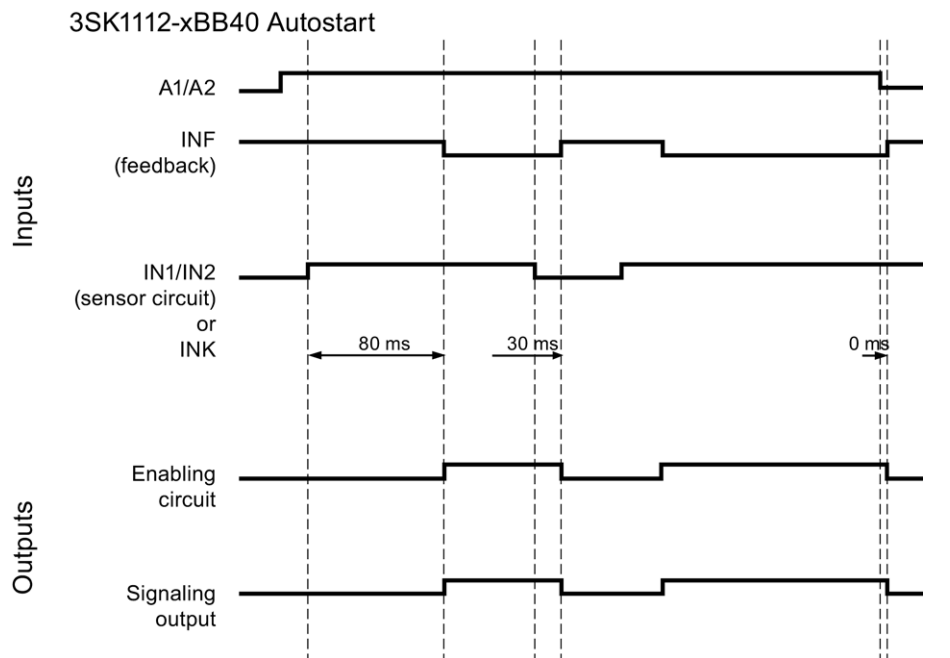 3SK1112-xBB40 Autostart
Inputs
A1/A2
INF
(feedback)
IN1/IN2
(sensor circuit)
or
INK
80 ms
30 ms
0 ms
Outputs
Enabling
circuit
Signaling
output